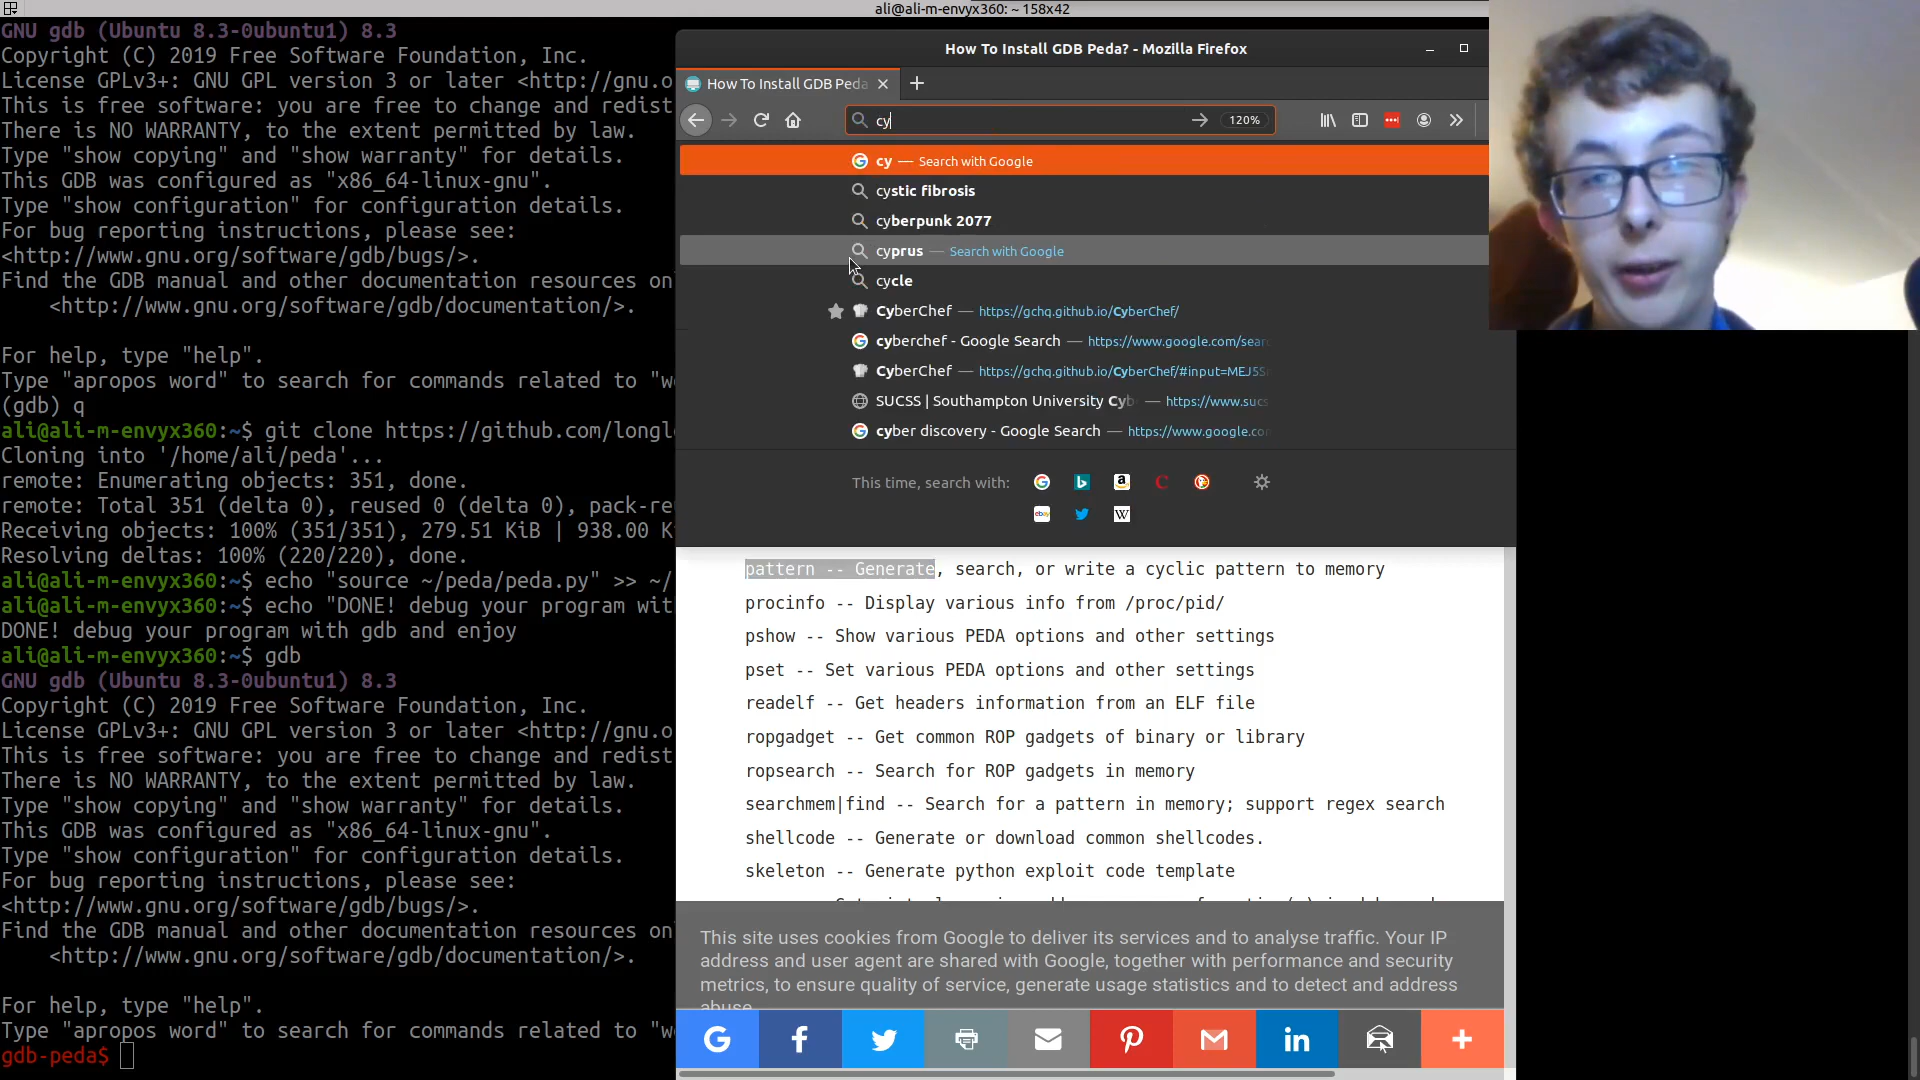 ali@ali-m-envyx360: ~ 158x42
GNU gdb (Ubuntu 8.3-0ubuntu1) 8.3
Copyright (C) 2019 Free Software Foundation, Inc.
License GPLv3+: GNU GPL version 3 or later <http://gnu.o
This is free software: you are free to change and redist
There is NO WARRANTY, to the extent permitted by law.
Type "show copying" and "show warranty" for details.
This GDB was configured as "x86_64-linux-gnu".
Type "show configuration" for configuration details.
For bug reporting instructions, please see:
<http://www.gnu.org/software/gdb/bugs/>.
Find the GDB manual and other documentation resources on
<http://www.gnu.org/software/gdb/documentation/>.
For help, type "help".
Type "apropos word" to search for commands related to "w
(gdb) q
ali@ali-m-envyx360:~$ git clone https://github.com/longl
Cloning into '/home/ali/peda'...
remote: Enumerating objects: 351, done.
remote: Total 351 (delta 0), reused 0 (delta 0), pack-re
Receiving objects: 100% (351/351), 279.51 KiB | 938.00 K
Resolving deltas: 100% (220/220), done.
ali@ali-m-envyx360:~$ echo "source ~/peda/peda.py" >> ~/
ali@ali-m-envyx360:~$ echo "DONE! debug your program wit
DONE! debug your program with gdb and enjoy
ali@ali-m-envyx360:~$ gdb
GNU gdb (Ubuntu 8.3-0ubuntu1) 8.3
Copyright (C) 2019 Free Software Foundation, Inc.
License GPLv3+: GNU GPL version 3 or later <http://gnu.o
This is free software: you are free to change and redist
There is NO WARRANTY, to the extent permitted by law.
Type "show copying" and "show warranty" for details.
This GDB was configured as "x86_64-linux-gnu".
Type "show configuration" for configuration details.
For bug reporting instructions, please see:
<http://www.gnu.org/software/gdb/bugs/>.
Find the GDB manual and other documentation resources on
<http://www.gnu.org/software/gdb/documentation/>.
For help, type "help".
Type "apropos word" to search for commands related to "w
gdb-peda$
How To Install GDB Peda? - Mozilla Firefox
How To Install GDB Peda
cy
120%
cy — Search with Google
cystic fibrosis
cyberpunk 2077
cyprus — Search with Google
cycle
CyberChef — https://gchq.github.io/CyberChef/
cyberchef - Google Search — https://www.google.com/sear
CyberChef — https://gchq.github.io/CyberChef/#input=MEJ5S
SUCSS | Southampton University Cyb — https://www.sucs
cyber discovery - Google Search — https://www.google.co
This time, search with:
pattern -- Generate, search, or write a cyclic pattern to memory
procinfo -- Display various info from /proc/pid/
pshow -- Show various PEDA options and other settings
pset -- Set various PEDA options and other settings
readelf -- Get headers information from an ELF file
ropgadget -- Get common ROP gadgets of binary or library
ropsearch -- Search for ROP gadgets in memory
searchmem|find -- Search for a pattern in memory; support regex search
shellcode -- Generate or download common shellcodes.
skeleton -- Generate python exploit code template
This site uses cookies from Google to deliver its services and to analyse traffic. Your IP
address and user agent are shared with Google, together with performance and security
metrics, to ensure quality of service, generate usage statistics and to detect and address
abuse.